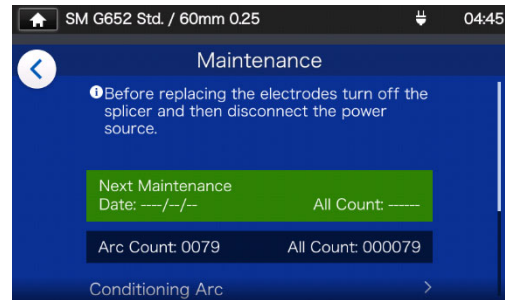 SM G652 Std. / 60mm 0.25 04:45
Maintenance
Before replacing the electrodes turn off the
splicer and then disconnect the power
source.
Next Maintenance
Date: ----/--/-- All Count: ------
Arc Count: 0079 All Count: 000079
Conditioning Arc >